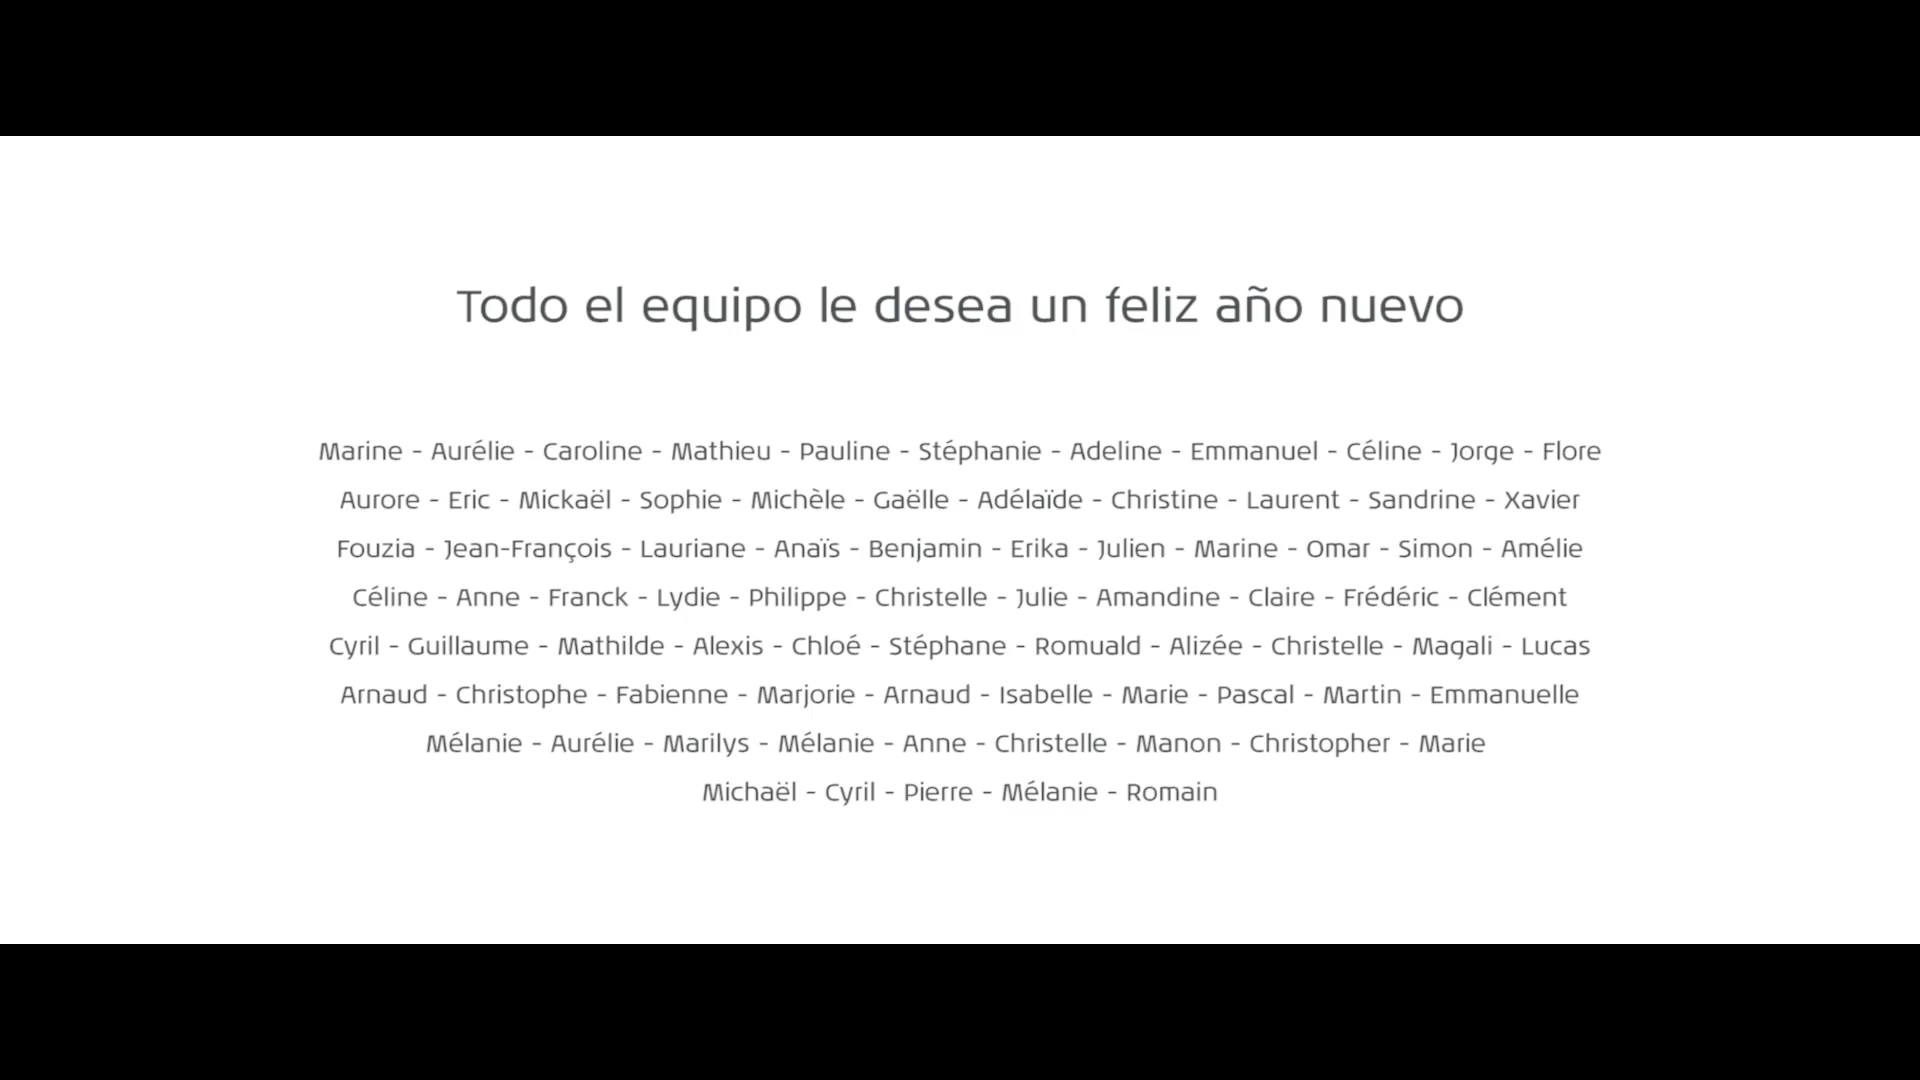 Todo el equipo le desea un feliz año nuevo
Marine - Aurélie - Caroline - Mathieu - Pauline - Stéphanie - Adeline - Emmanuel - Céline - Jorge - Flore
Aurore - Eric - Mickaël - Sophie - Michèle - Gaëlle - Adélaïde - Christine - Laurent - Sandrine - Xavier
Fouzia - Jean-François - Lauriane - Anaïs - Benjamin - Erika - Julien - Marine - Omar - Simon - Amélie
Céline - Anne - Franck - Lydie - Philippe - Christelle - Julie - Amandine - Claire - Frédéric - Clément
Cyril - Guillaume - Mathilde - Alexis - Chloé - Stéphane - Romuald - Alizée - Christelle - Magali - Lucas
Arnaud - Christophe - Fabienne - Marjorie - Arnaud - Isabelle - Marie - Pascal - Martin - Emmanuelle
Mélanie - Aurélie - Marilys - Mélanie - Anne - Christelle - Manon - Christopher - Marie
Michaël - Cyril - Pierre - Mélanie - Romain